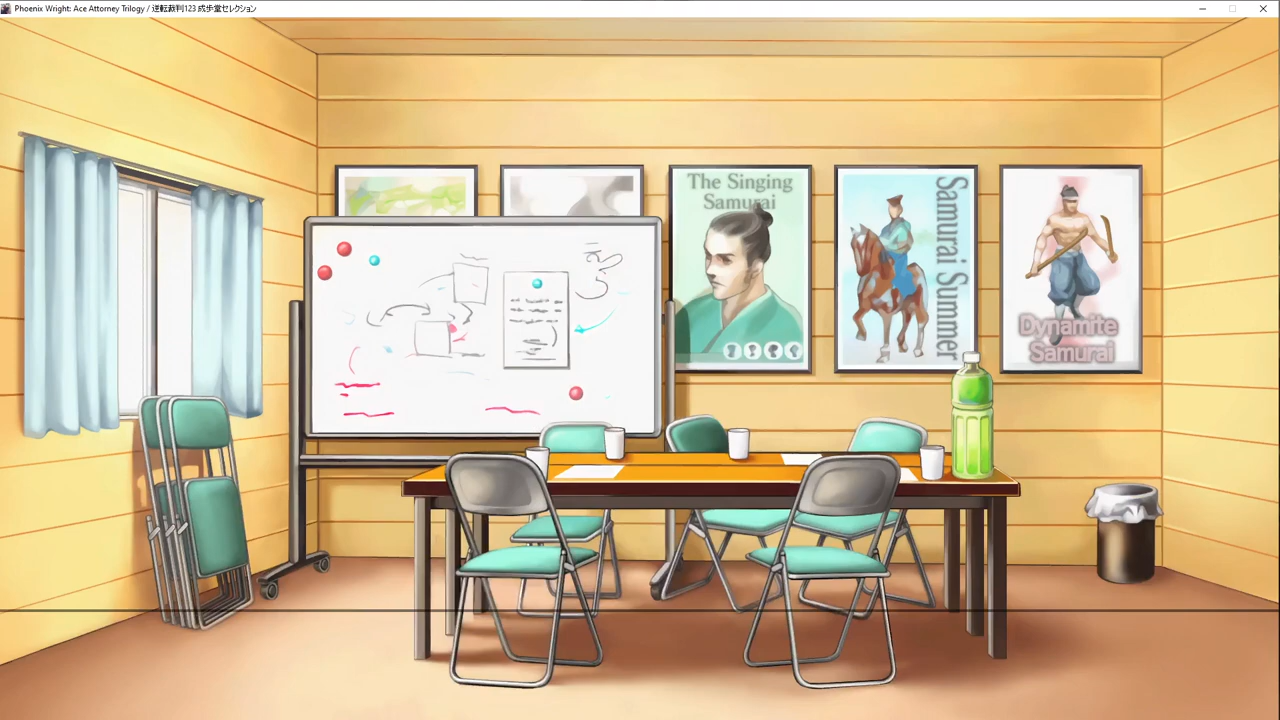 Phoenix Wright: Ace Attorney Trilogy / 逆転裁判123 成歩堂セレクション
The Singing
Samurai
Samurai Summer
Dynamite
Samurai